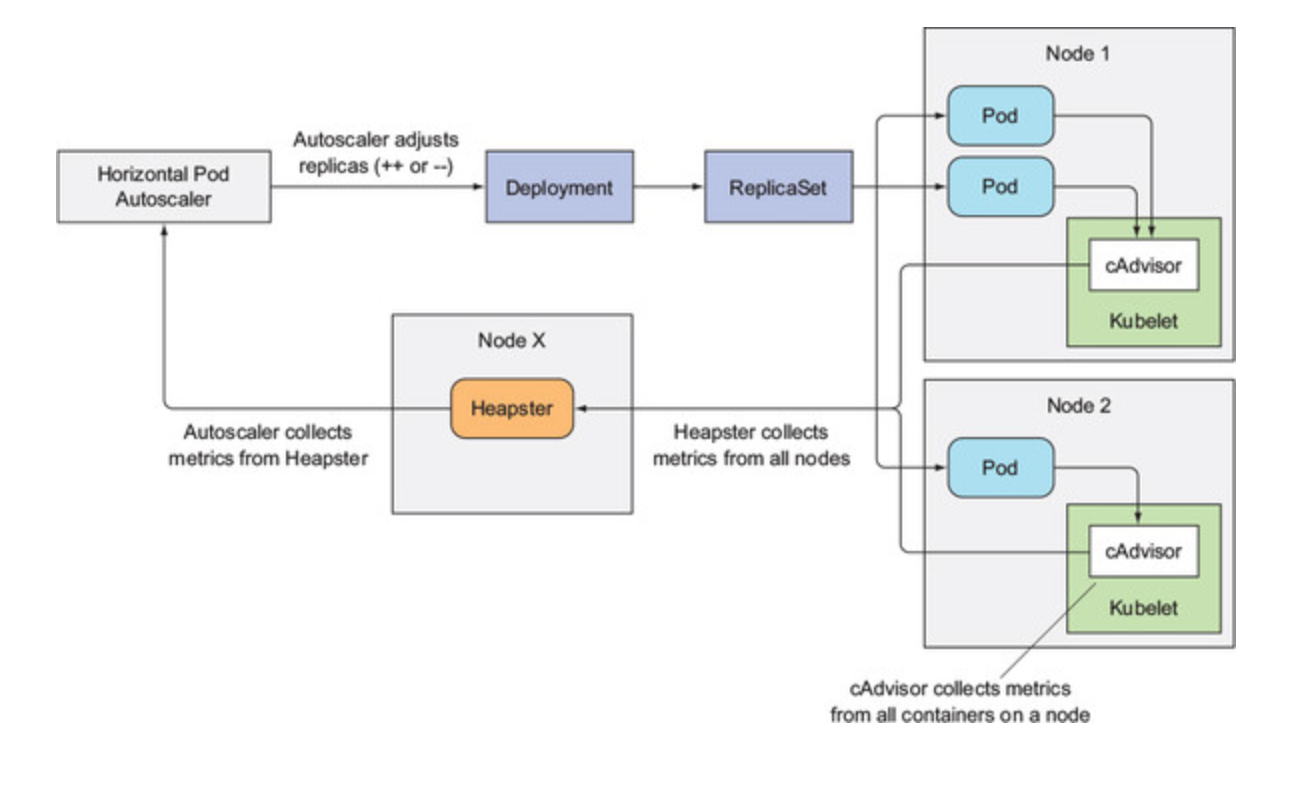 Node 1
Pod
Autoscaler adjusts
replicas (++ or --)
Horizontal Pod
Autoscaler
Deployment
ReplicaSet
Pod
cAdvisor
Kubelet
Node X
Heapster
Autoscaler collects
metrics from Heapster
Heapster collects
metrics from all nodes
Node 2
Pod
cAdvisor
Kubelet
cAdvisor collects metrics
from all containers on a node